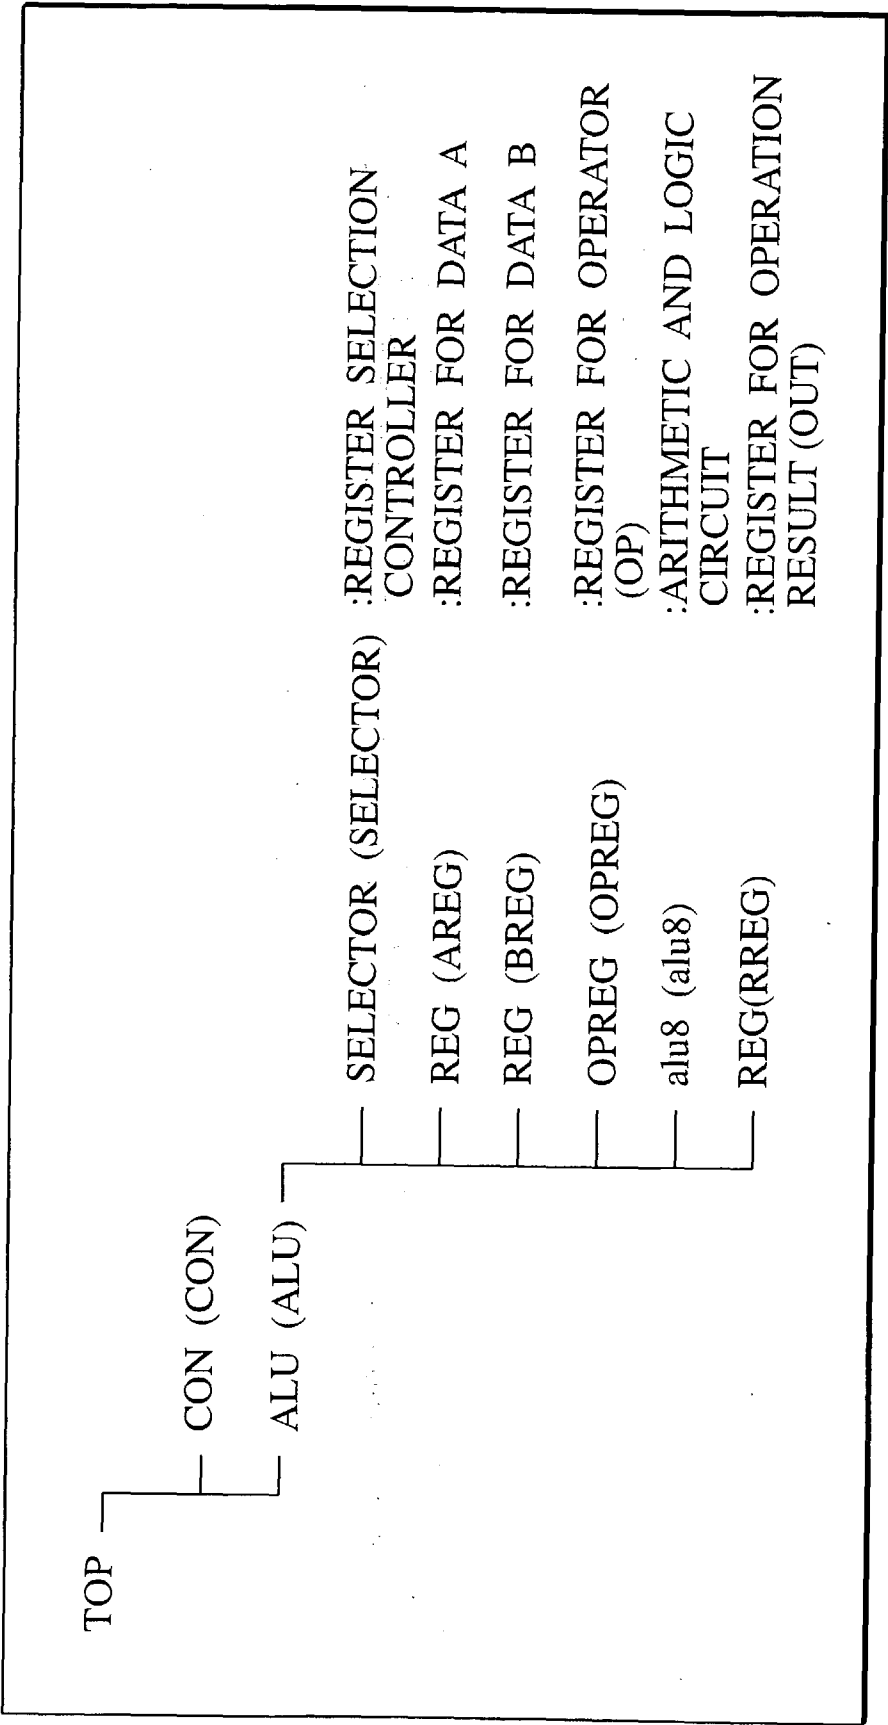 TOP
CON (CON)
ALU (ALU)
SELECTOR (SELECTOR) :REGISTER SELECTION
CONTROLLER
REG (AREG) :REGISTER FOR DATA A
REG (BREG) :REGISTER FOR DATA B
OPREG (OPREG) :REGISTER FOR OPERATOR
(OP)
alu8 (alu8) :ARITHMETIC AND LOGIC
CIRCUIT
REG(RREG) :REGISTER FOR OPERATION
RESULT (OUT)